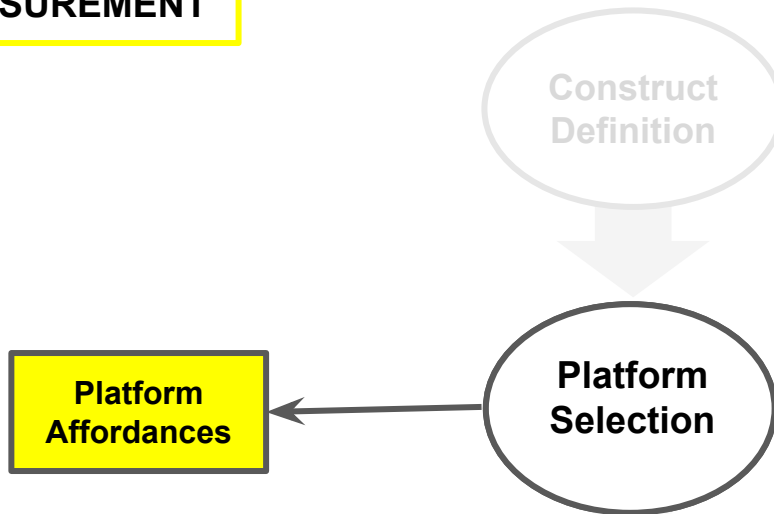 SUREMENT
Construct
Definition
Platform
Selection
Platform
Affordances